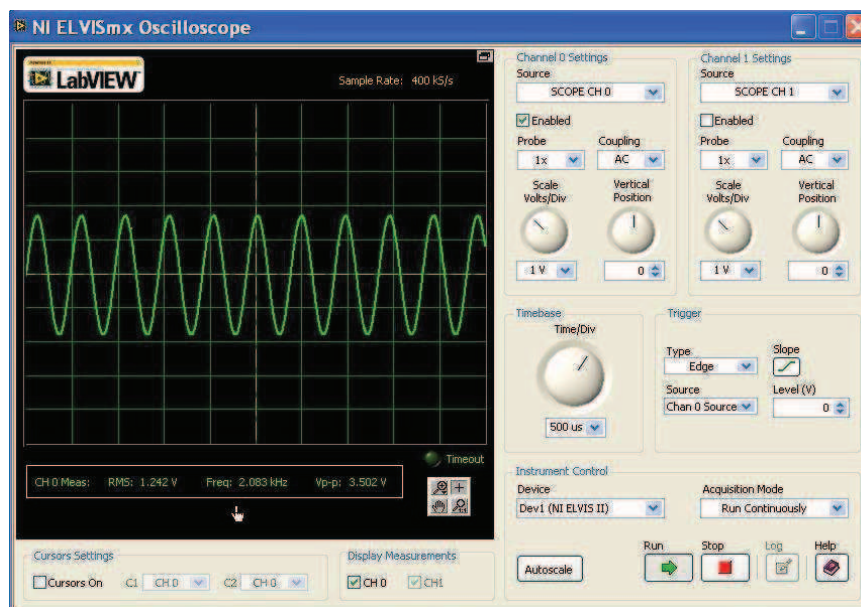 NI ELVISmx Oscilloscope
LabVIEW
Sample Rate: 400 kS/s
CH 0 Meas: RMS: 1.242 V Freq: 2.083 kHz Vp-p: 3.502 V
Timeout
Cursors Settings
Cursors On C1 CH 0 C2 CH 0
Display Measurements
CH 0 CH1
Channel 0 Settings
Source
SCOPE CH 0
Enabled
Probe Coupling
1x AC
Scale Volts/Div
Vertical Position
1 V 0
Channel 1 Settings
Source
SCOPE CH 1
Enabled
Probe Coupling
1x AC
Scale Volts/Div
Vertical Position
1 V 0
Timebase
Time/Div
500 us
Trigger
Type Slope
Edge
Source Level (V)
Chan 0 Source 0
Instrument Control
Device Acquisition Mode
Dev1 (NI ELVIS II) Run Continuously
Autoscale
Run Stop Log Help